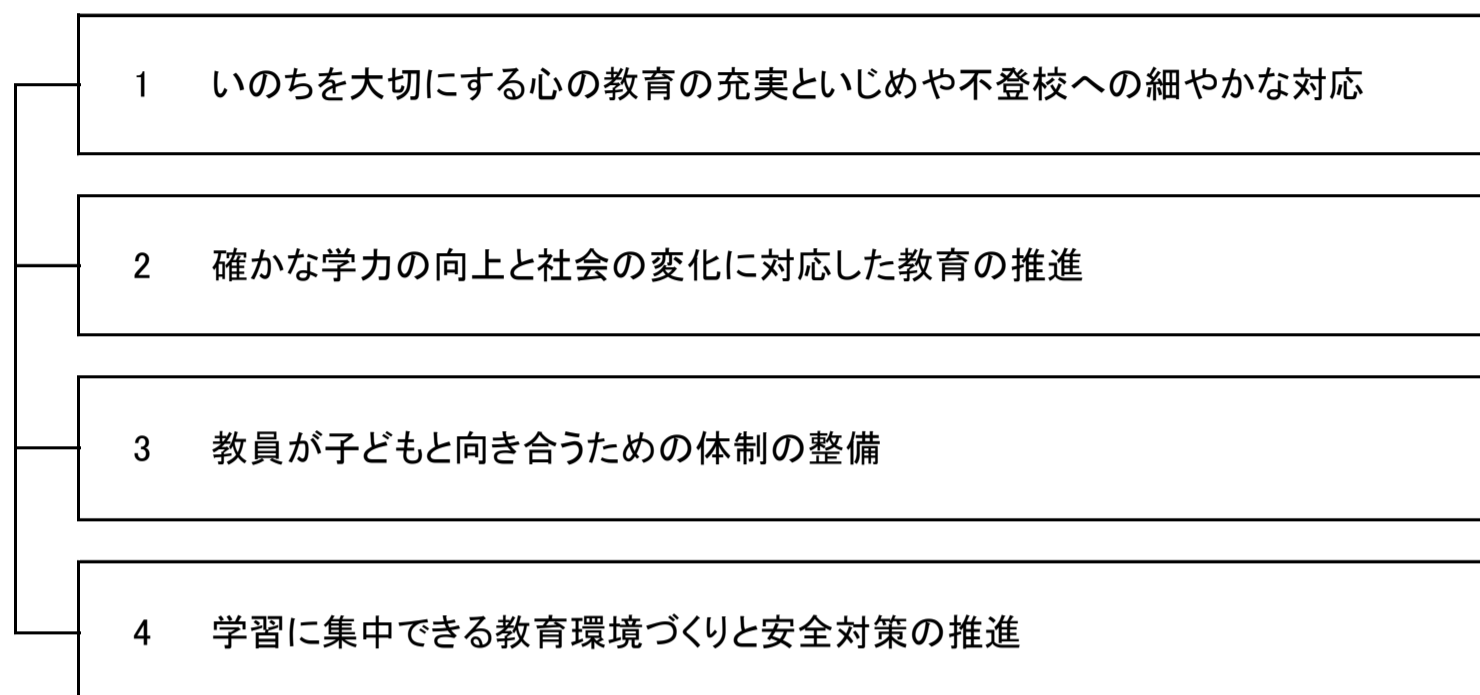 1 いのちを大切にする心の教育の充実といじめや不登校への細やかな対応
2 確かな学力の向上と社会の変化に対応した教育の推進
3 教員が子どもと向き合うための体制の整備
4 学習に集中できる教育環境づくりと安全対策の推進